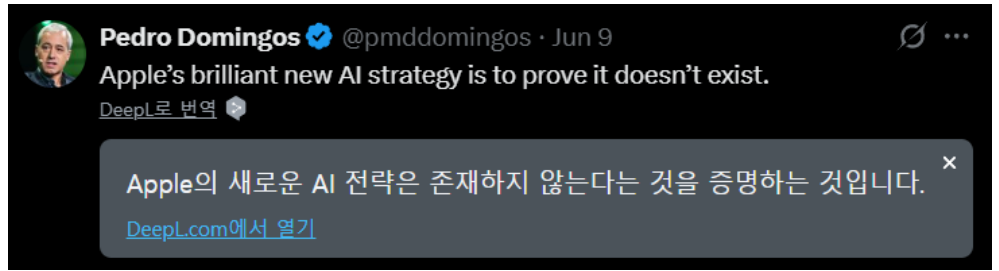 Pedro Domingos @pmddomingos · Jun 9
Apple’s brilliant new AI strategy is to prove it doesn’t exist.
DeepL로 번역
Apple의 새로운 AI 전략은 존재하지 않는다는 것을 증명하는 것입니다.
DeepL.com에서 열기